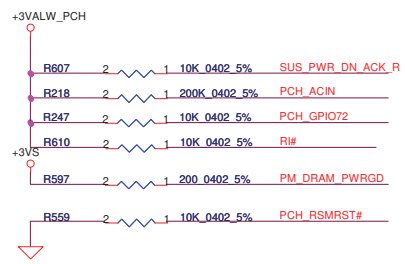 +3VALW_PCH
R607 2 1 10K_0402_5% SUS_PWR_DN_ACK_R
R218 2 1 200K_0402_5% PCH_ACIN
R247 2 1 10K_0402_5% PCH_GPIO72
R610 2 1 10K_0402_5% RI#
+3VS
R597 2 1 200_0402_5% PM_DRAM_PWRGD
R559 2 1 10K_0402_5% PCH_RSMRST#